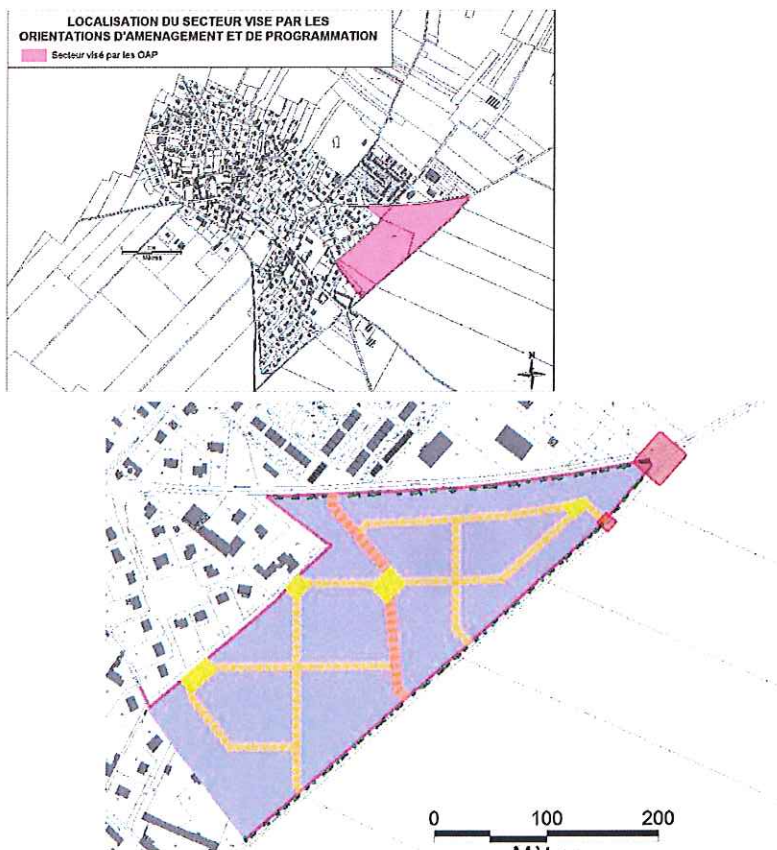 LOCALISATION DU SECTEUR VISE PAR LES
ORIENTATIONS D'AMENAGEMENT ET DE PROGRAMMATION
Secteur visé par les OAP
Mètres
N
0 100 200